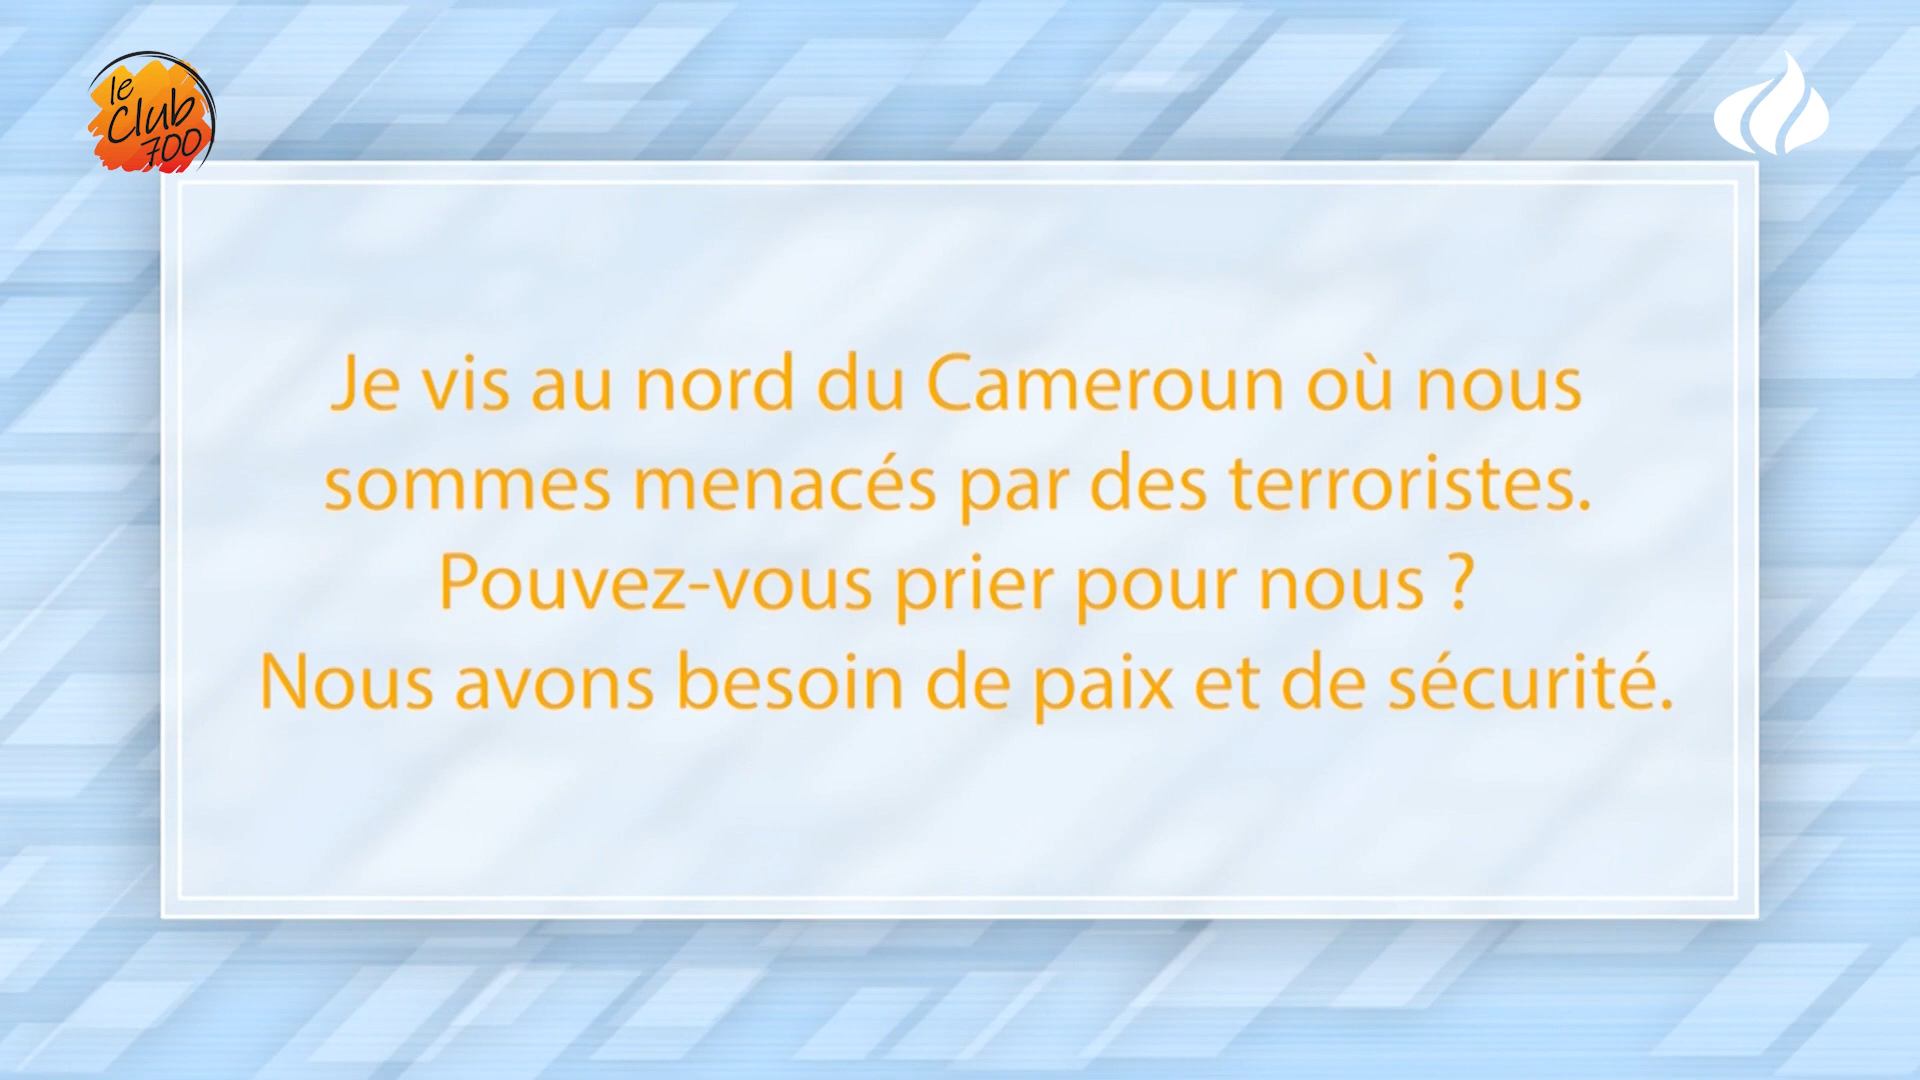 le
Club
700
Je vis au nord du Cameroun où nous
sommes menacés par des terroristes.
Pouvez-vous prier pour nous ?
Nous avons besoin de paix et de sécurité.